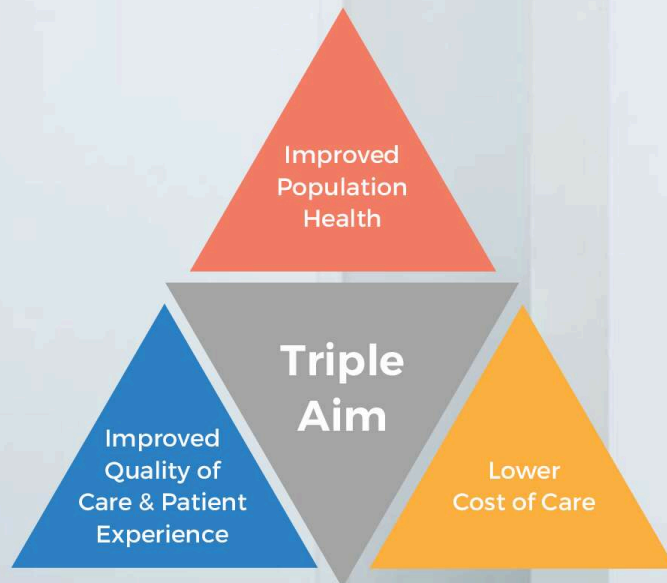 Improved
Population
Health
Triple
Aim
Improved
Quality of
Care & Patient
Experience
Lower
Cost of Care